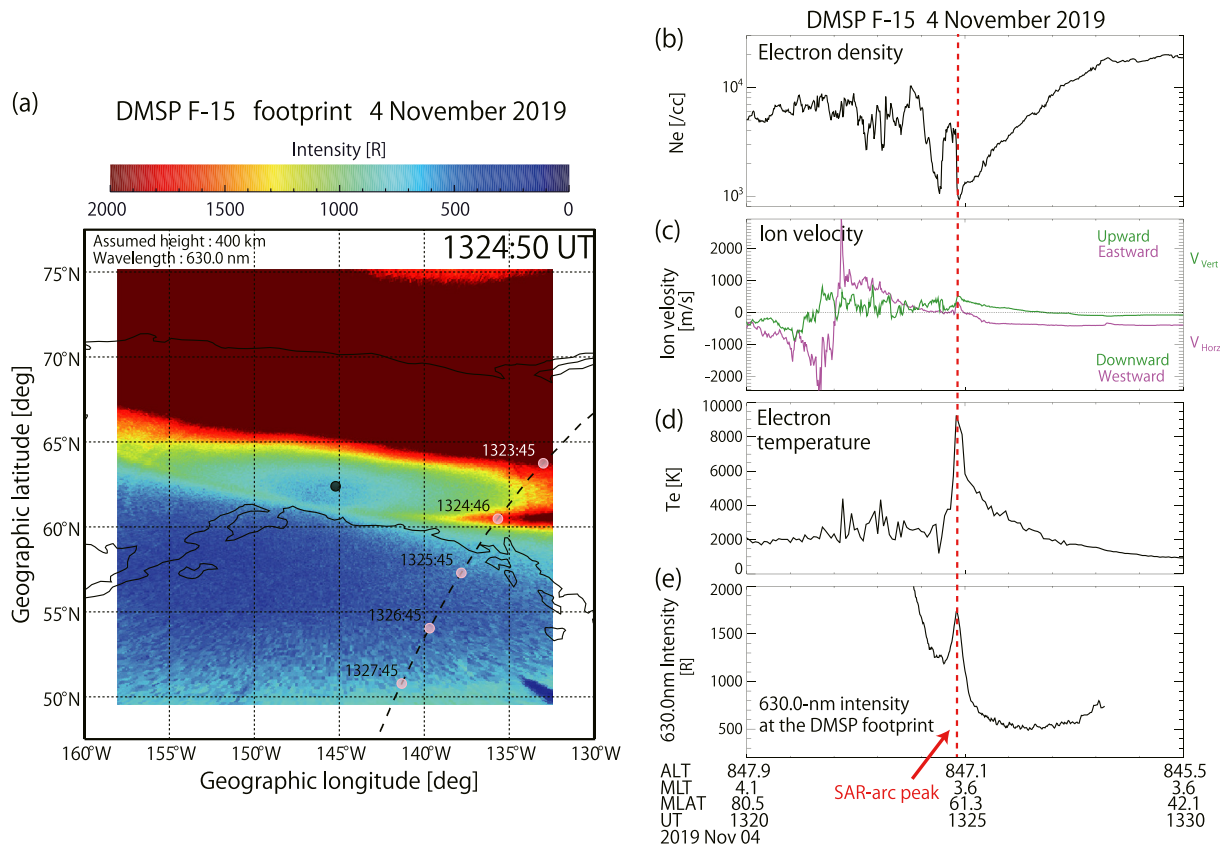 (a)
DMSP F-15 footprint 4 November 2019
Intensity [R]
2000 1500 1000 500 0
Assumed height : 400 km
Wavelength : 630.0 nm
1324:50 UT
75°N
70°N
65°N
60°N
55°N
50°N
Geographic latitude [deg]
1323:45
1324:46
1325:45
1326:45
1327:45
160°W 155°W 150°W 145°W 140°W 135°W 130°W
Geographic longitude [deg]
DMSP F-15 4 November 2019
(b)
Electron density
Ne [/cc]
10^4
10^3
(c)
Ion velocity
Ion velocity
[m/s]
2000
1000
0
-1000
-2000
Upward
Eastward
Downward
Westward
V Vert
V Horz
(d)
Electron
temperature
Te [K]
10000
8000
6000
4000
2000
0
(e)
630.0nm Intensity
[R]
2000
1500
1000
500
630.0-nm intensity
at the DMSP footprint
SAR-arc peak
ALT 847.9 847.1 845.5
MLT 4.1 3.6 3.6
MLAT 80.5 61.3 42.1
UT 1320 1325 1330
2019 Nov 04